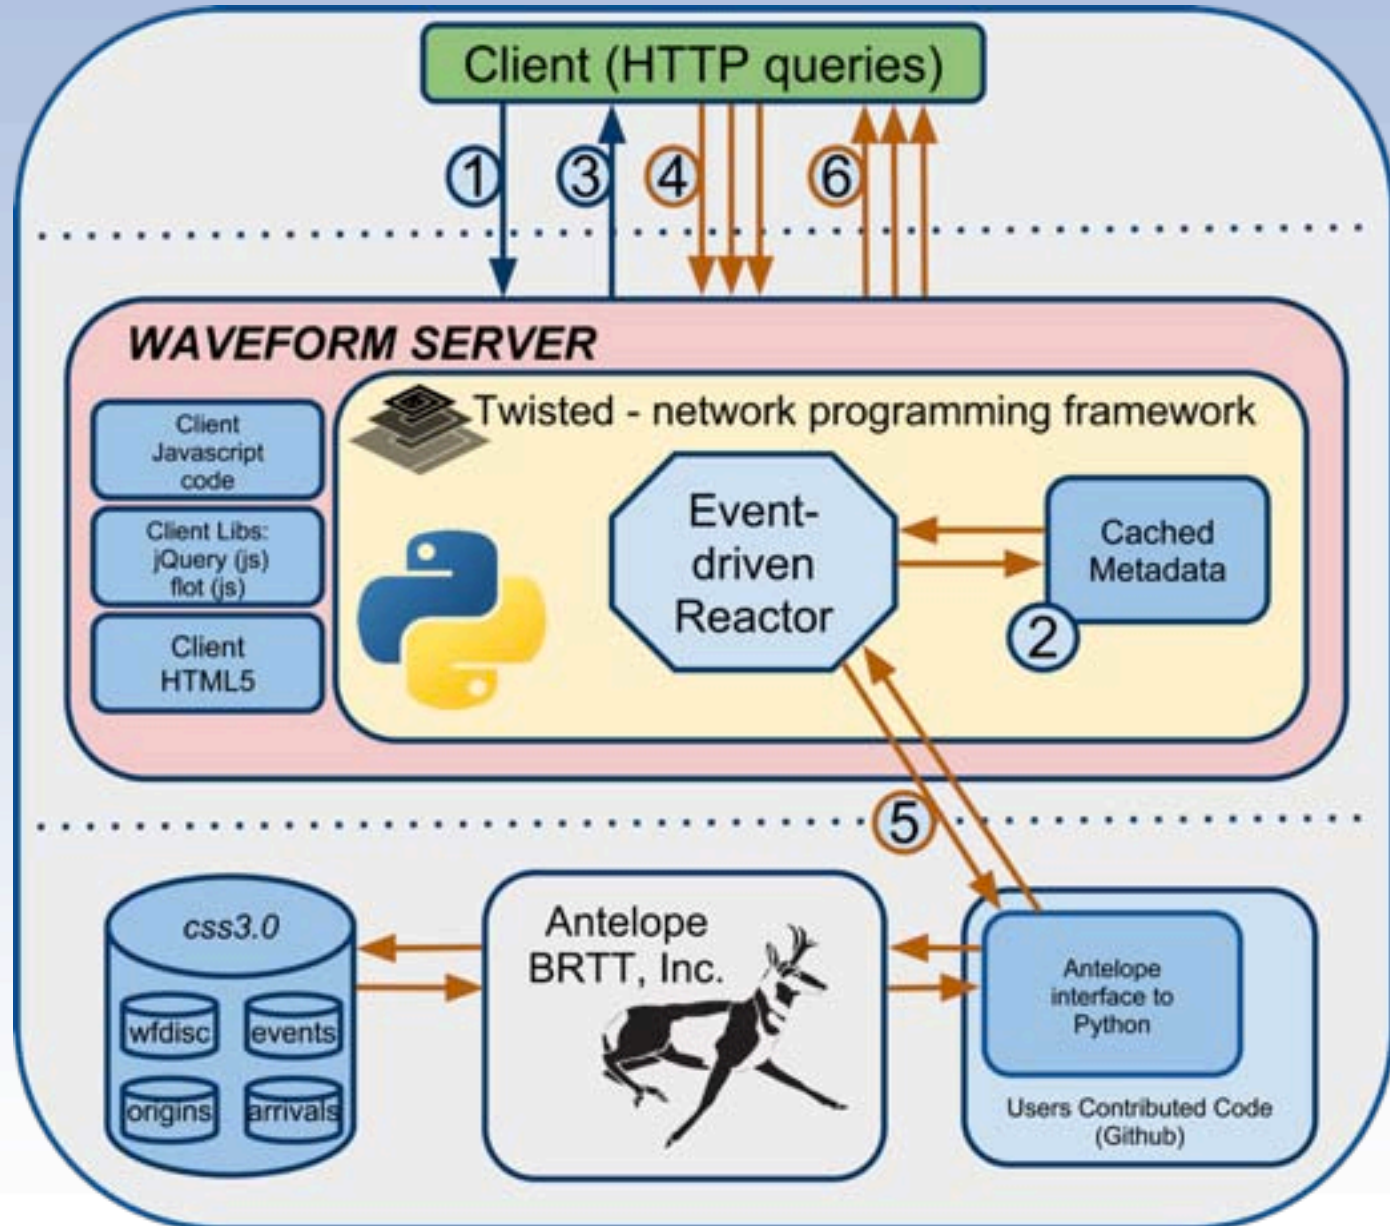 Client (HTTP queries)
1
3
4
6
WAVEFORM SERVER
Client
Javascript
code
Client Libs:
jQuery (js)
flot (js)
Client
HTML5
Twisted - network programming framework
Event-
driven
Reactor
Cached
Metadata
2
5
css3.0
wfdisc
events
origins
arrivals
Antelope
BRTT, Inc.
Antelope
interface to
Python
Users Contributed Code
(Github)